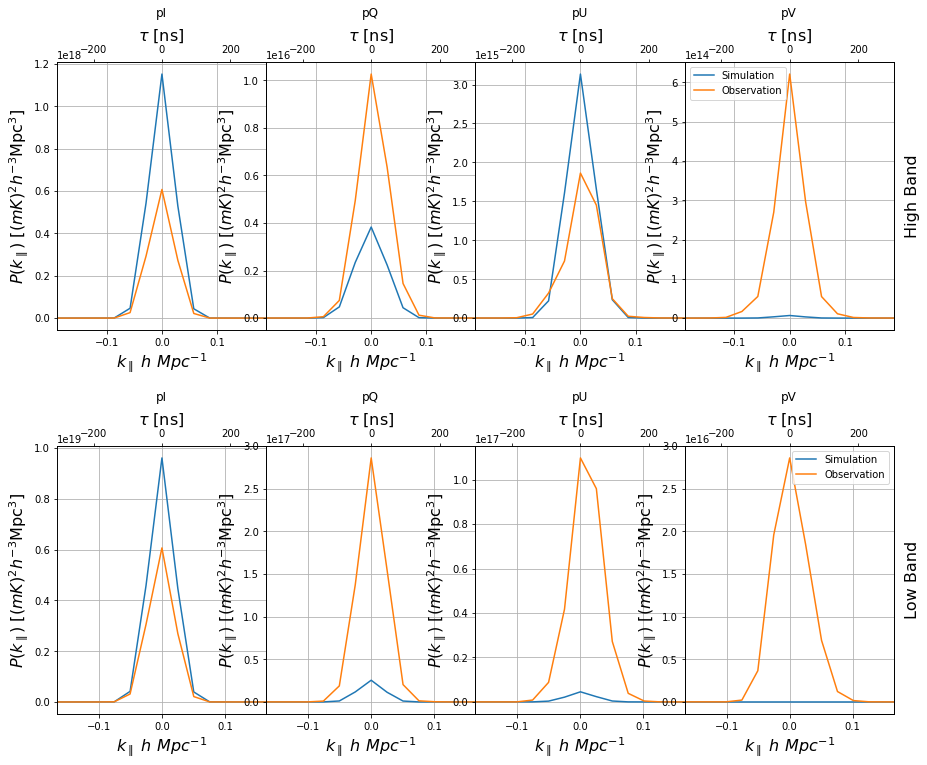 pI pQ pU pV
τ [ns] τ [ns] τ [ns] τ [ns]
1e18 −200 0 200 1e16 −200 0 200 1e15 −200 0 200 1e14 −200 0 200
P(k∥) [(mK)²h⁻³Mpc³]
1.2
1.0
0.8
0.6
0.4
0.2
0.0
−0.1 0.0 0.1
k∥ h Mpc⁻¹
P(k∥) [(mK)²h⁻³Mpc³]
1.0
0.8
0.6
0.4
0.2
0.0
−0.1 0.0 0.1
k∥ h Mpc⁻¹
P(k∥) [(mK)²h⁻³Mpc³]
3.0
2.5
2.0
1.5
1.0
0.5
0.0
−0.1 0.0 0.1
k∥ h Mpc⁻¹
P(k∥) [(mK)²h⁻³Mpc³]
6
5
4
3
2
1
0
Simulation
Observation
−0.1 0.0 0.1
k∥ h Mpc⁻¹
High Band
pI pQ pU pV
τ [ns] τ [ns] τ [ns] τ [ns]
1e19 −200 0 200 1e17 −200 0 200 1e17 −200 0 200 1e16 −200 0 200
P(k∥) [(mK)²h⁻³Mpc³]
1.0
0.8
0.6
0.4
0.2
0.0
−0.1 0.0 0.1
k∥ h Mpc⁻¹
P(k∥) [(mK)²h⁻³Mpc³]
3.0
2.5
2.0
1.5
1.0
0.5
0.0
−0.1 0.0 0.1
k∥ h Mpc⁻¹
P(k∥) [(mK)²h⁻³Mpc³]
1.0
0.8
0.6
0.4
0.2
0.0
−0.1 0.0 0.1
k∥ h Mpc⁻¹
P(k∥) [(mK)²h⁻³Mpc³]
3.0
2.5
2.0
1.5
1.0
0.5
0.0
Simulation
Observation
−0.1 0.0 0.1
k∥ h Mpc⁻¹
Low Band